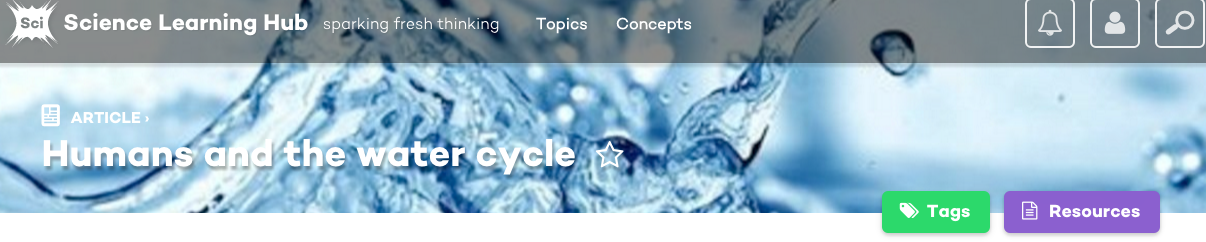 Sci Science Learning Hub sparking fresh thinking Topics Concepts
ARTICLE ›
Humans and the water cycle
Tags Resources